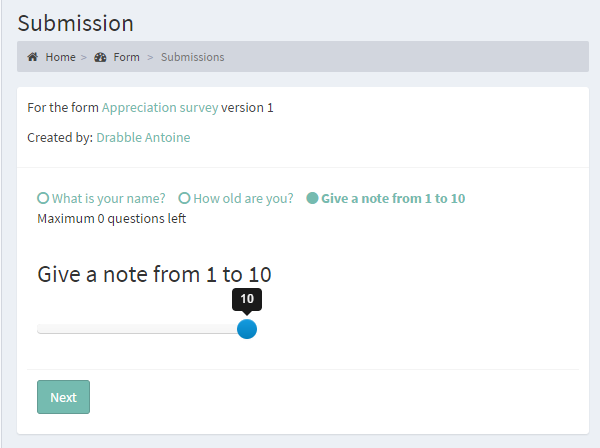 Submission
Home > Form > Submissions
For the form Appreciation survey version 1
Created by: Drabble Antoine
What is your name? How old are you? Give a note from 1 to 10
Maximum 0 questions left
Give a note from 1 to 10
10
Next